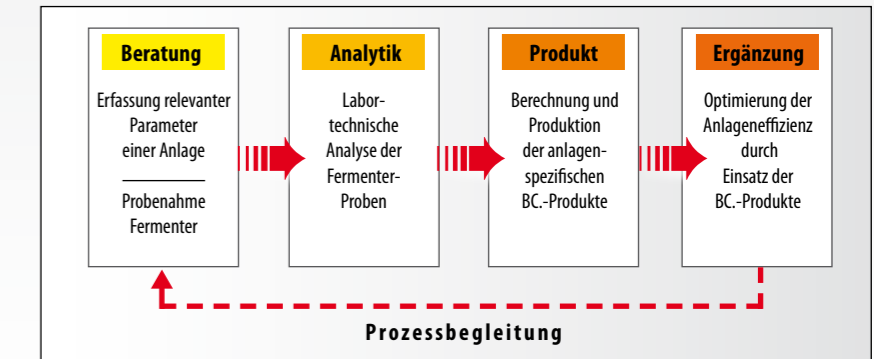 Beratung
Erfassung relevanter
Parameter
einer Anlage
Probenahme
Fermenter
Analytik
Labor-
technische
Analyse der
Fermenter-
Proben
Produkt
Berechnung und
Produktion
der anlagen-
spezifischen
BC.-Produkte
Ergänzung
Optimierung der
Anlageneffizienz
durch
Einsatz der
BC.-Produkte
Prozessbegleitung